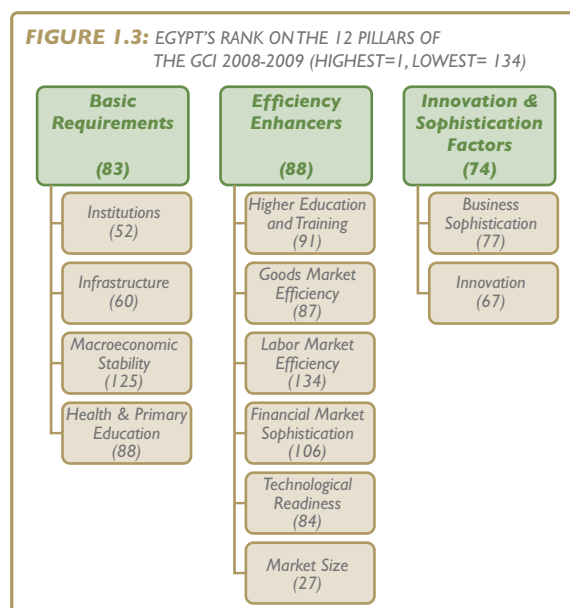 FIGURE 1.3: EGYPT'S RANK ON THE 12 PILLARS OF
THE GCI 2008-2009 (HIGHEST=1, LOWEST= 134)
Basic
Requirements
(83)
Institutions
(52)
Infrastructure
(60)
Macroeconomic
Stability
(125)
Health & Primary
Education
(88)
Efficiency
Enhancers
(88)
Higher Education
and Training
(91)
Goods Market
Efficiency
(87)
Labor Market
Efficiency
(134)
Financial Market
Sophistication
(106)
Technological
Readiness
(84)
Market Size
(27)
Innovation &
Sophistication
Factors
(74)
Business
Sophistication
(77)
Innovation
(67)